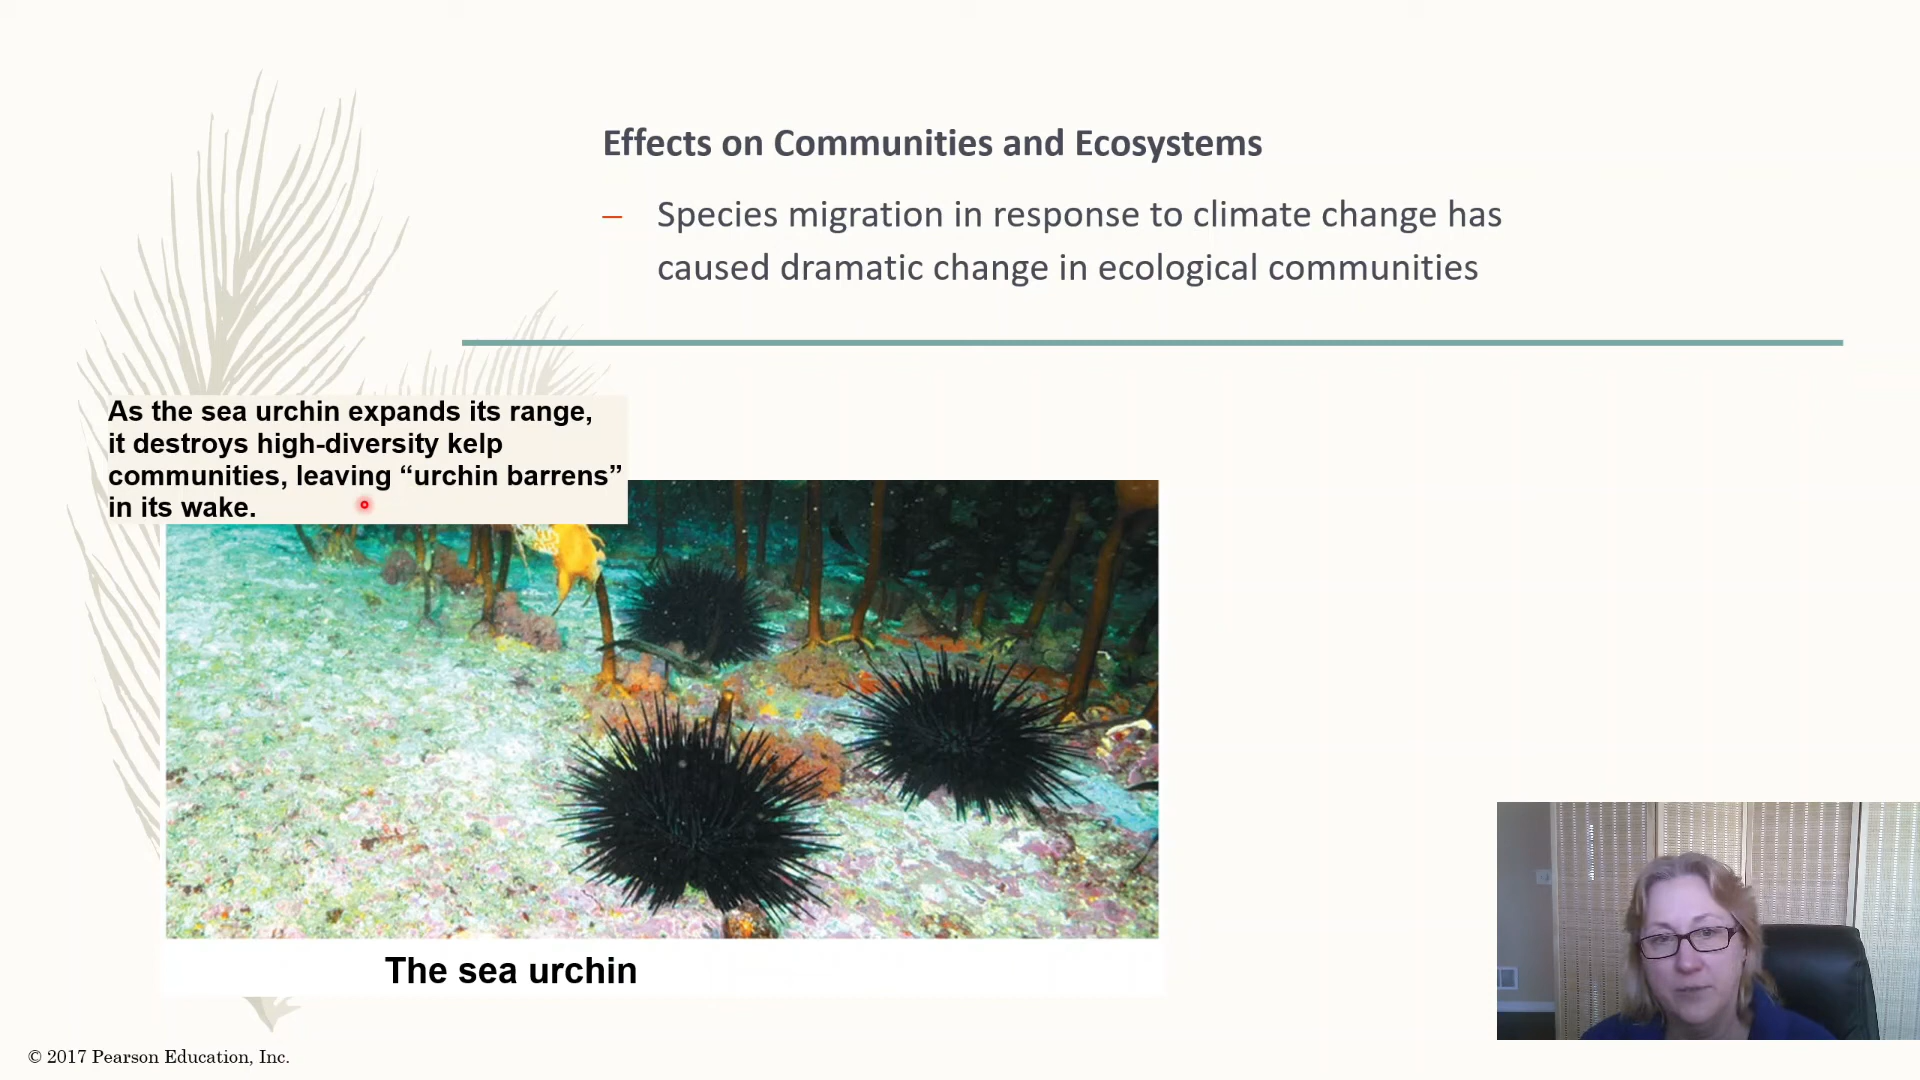 Effects on Communities and Ecosystems
– Species migration in response to climate change has
caused dramatic change in ecological communities
As the sea urchin expands its range,
it destroys high-diversity kelp
communities, leaving “urchin barrens”
in its wake.
The sea urchin
© 2017 Pearson Education, Inc.